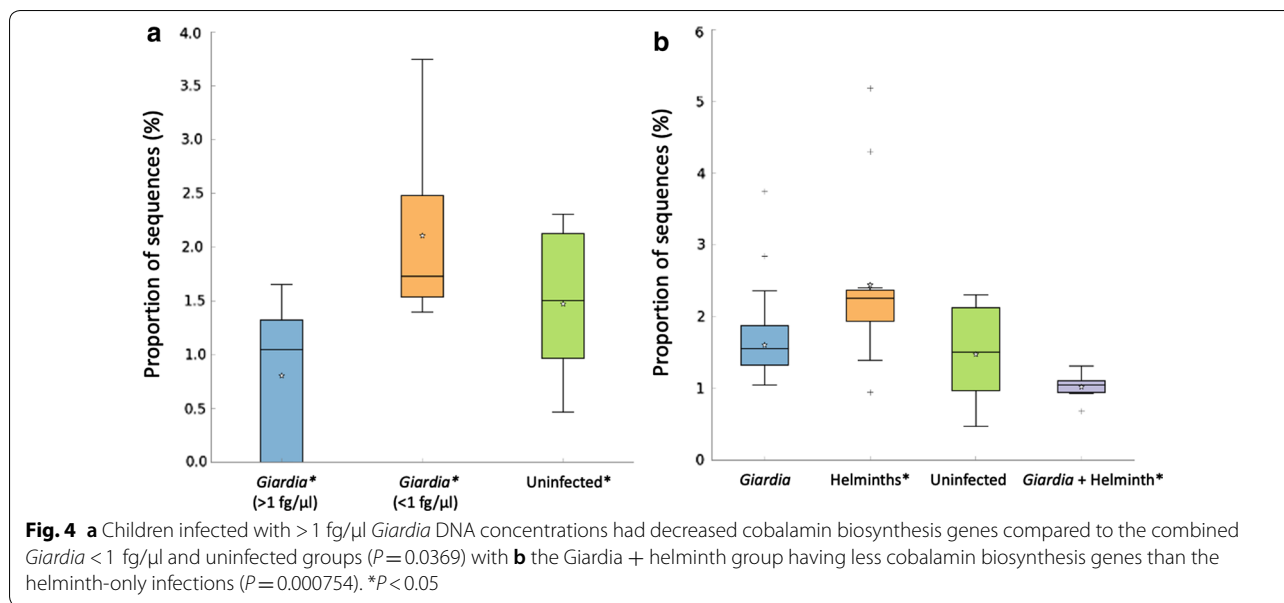 a
4.0
3.5
3.0
2.5
2.0
1.5
1.0
0.5
0.0
Proportion of sequences (%)
Giardia*
(>1 fg/µl)
Giardia*
(<1 fg/µl)
Uninfected*
b
6
5
4
3
2
1
0
Proportion of sequences (%)
Giardia
Helminths*
Uninfected
Giardia + Helminth*
Fig. 4 a Children infected with > 1 fg/µl Giardia DNA concentrations had decreased cobalamin biosynthesis genes compared to the combined
Giardia < 1 fg/µl and uninfected groups (P = 0.0369) with b the Giardia + helminth group having less cobalamin biosynthesis genes than the
helminth-only infections (P = 0.000754). *P < 0.05